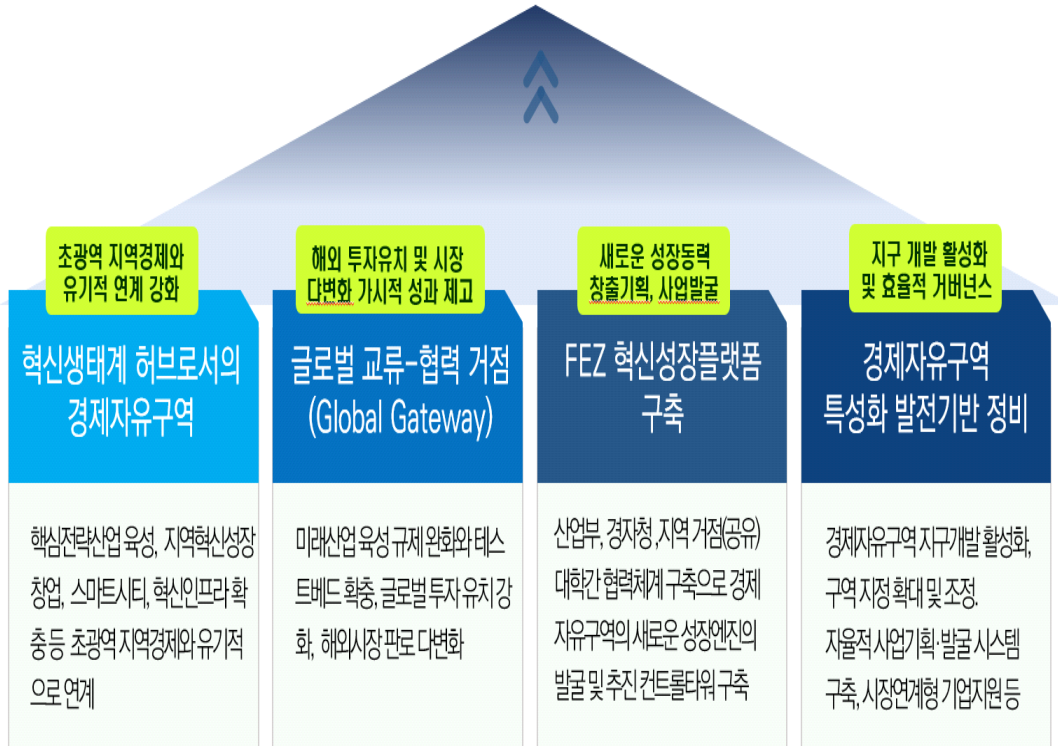 초광역 지역경제와
유기적 연계 강화
혁신생태계 허브로서의
경제자유구역
핵심전략산업 육성, 지역혁신성장
창업, 스마트시티, 혁신인프라 확
충 등 초광역 지역경제와 유기적
으로 연계
해외 투자유치 및 시장
다변화 가시적 성과 제고
글로벌 교류-협력 거점
(Global Gateway)
미래산업 육성 규제 완화와 테스
트베드 확충, 글로벌 투자 유치 강
화, 해외시장 판로 다변화
새로운 성장동력
창출기획, 사업발굴
FEZ 혁신성장플랫폼
구축
산업부, 경자청 ,지역 거점(공유)
대학간 협력체계 구축으로 경제
자유구역의 새로운 성장엔진의
발굴 및 추진 컨트롤타워 구축
지구 개발 활성화
및 효율적 거버넌스
경제자유구역
특성화 발전기반 정비
경제자유구역 지구개발 활성화,
구역 지정 확대 및 조정.
자율적 사업기획·발굴 시스템
구축, 시장연계형 기업지원 등